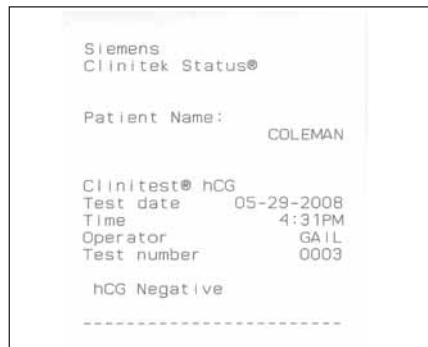 Siemens
Clinitek Status®
Patient Name:
COLEMAN
Clinitest® hCG
Test date 05-29-2008
Time 4:31PM
Operator GAIL
Test number 0003
hCG Negative
--------------------------